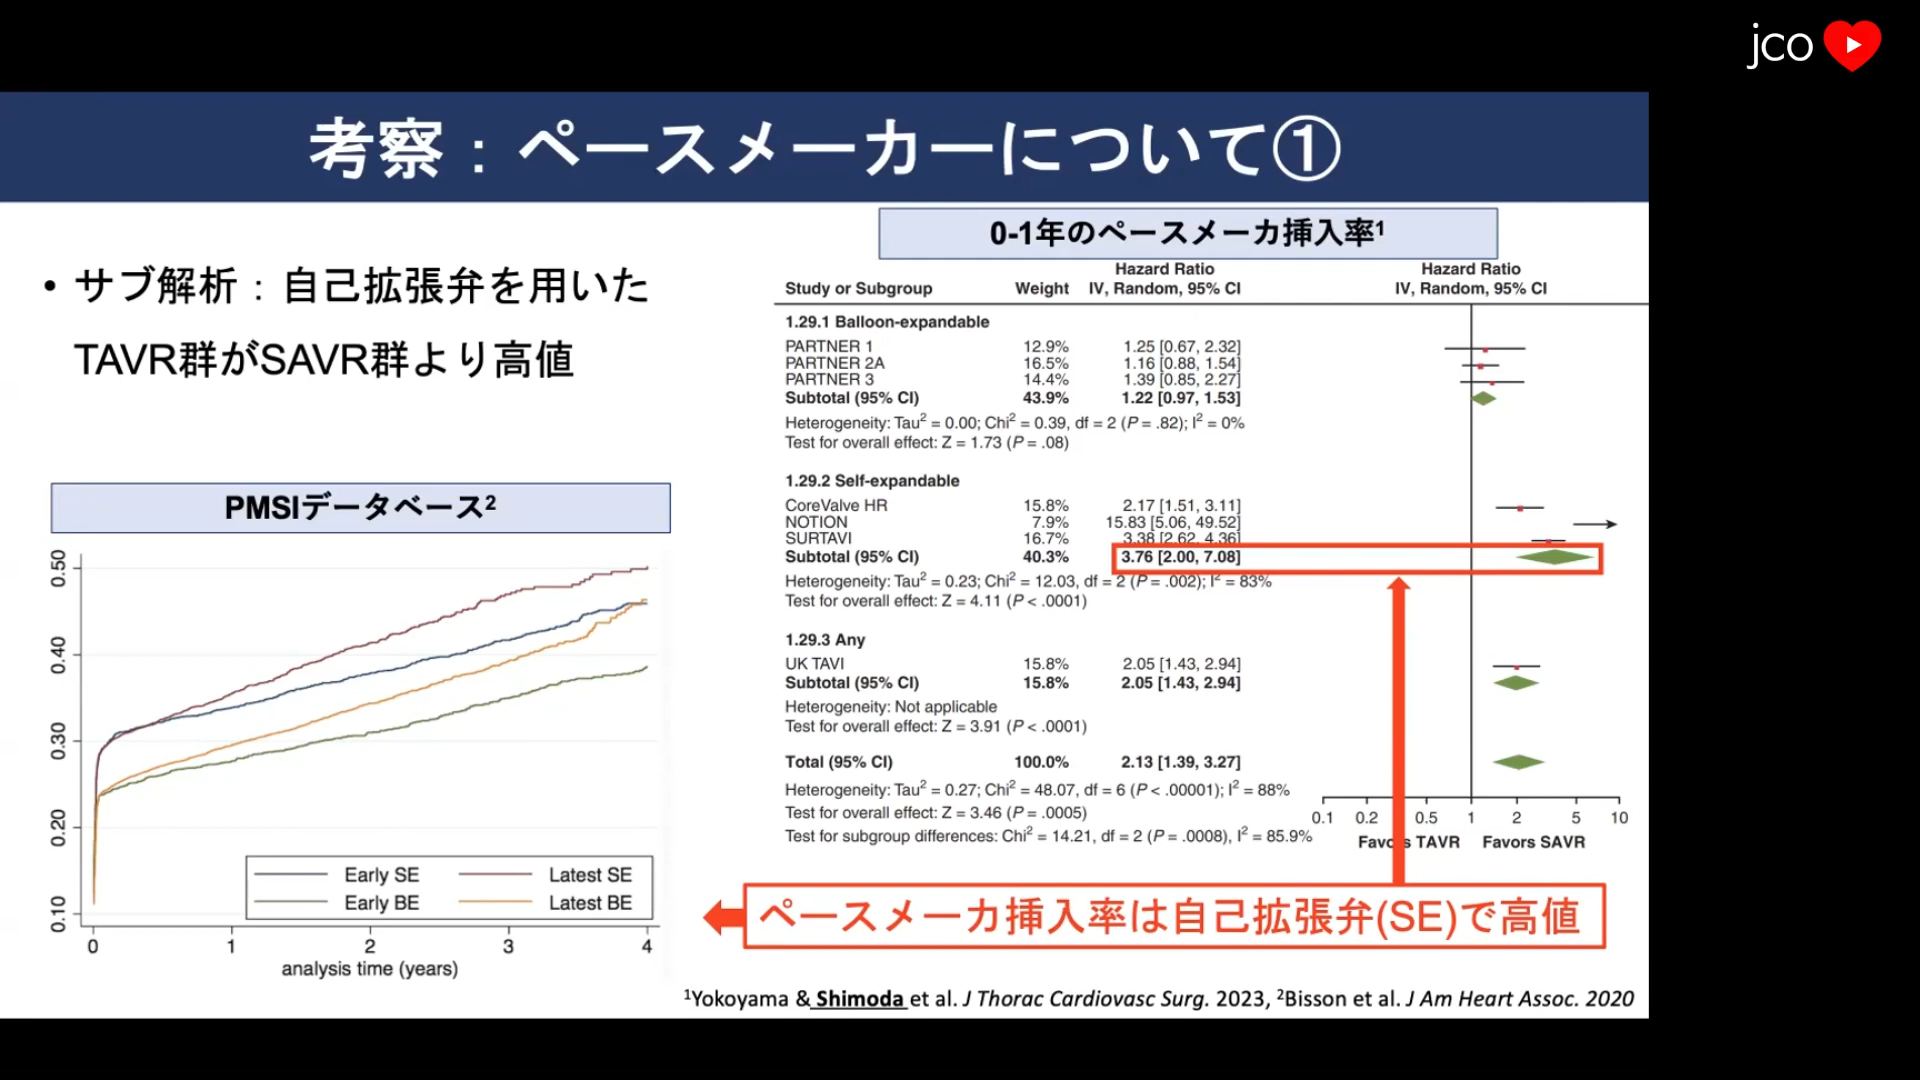 jco
考察：ペースメーカーについて①
• サブ解析：自己拡張弁を用いた
TAVR群がSAVR群より高値
PMSIデータベース2
0.50
0.40
0.30
0.20
0.10
Early SE Latest SE
Early BE Latest BE
0 1 2 3 4
analysis time (years)
0-1年のペースメーカ挿入率1
Hazard Ratio Hazard Ratio
Study or Subgroup Weight IV, Random, 95% CI IV, Random, 95% CI
1.29.1 Balloon-expandable
PARTNER 1 12.9% 1.25 [0.67, 2.32]
PARTNER 2A 16.5% 1.16 [0.88, 1.54]
PARTNER 3 14.4% 1.39 [0.85, 2.27]
Subtotal (95% CI) 43.9% 1.22 [0.97, 1.53]
Heterogeneity: Tau2 = 0.00; Chi2 = 0.39, df = 2 (P = .82); I2 = 0%
Test for overall effect: Z = 1.73 (P = .08)
1.29.2 Self-expandable
CoreValve HR 15.8% 2.17 [1.51, 3.11]
NOTION 7.9% 15.83 [5.06, 49.52]
SURTAVI 16.7% 3.38 [2.62, 4.36]
Subtotal (95% CI) 40.3% 3.76 [2.00, 7.08]
Heterogeneity: Tau2 = 0.23; Chi2 = 12.03, df = 2 (P = .002); I2 = 83%
Test for overall effect: Z = 4.11 (P < .0001)
1.29.3 Any
UK TAVI 15.8% 2.05 [1.43, 2.94]
Subtotal (95% CI) 15.8% 2.05 [1.43, 2.94]
Heterogeneity: Not applicable
Test for overall effect: Z = 3.91 (P < .0001)
Total (95% CI) 100.0% 2.13 [1.39, 3.27]
Heterogeneity: Tau2 = 0.27; Chi2 = 48.07, df = 6 (P < .00001); I2 = 88%
Test for overall effect: Z = 3.46 (P = .0005)
Test for subgroup differences: Chi2 = 14.21, df = 2 (P = .0008), I2 = 85.9%
0.1 0.2 0.5 1 2 5 10
Favors TAVR Favors SAVR
ペースメーカ挿入率は自己拡張弁(SE)で高値
1Yokoyama & Shimoda et al. J Thorac Cardiovasc Surg. 2023, 2Bisson et al. J Am Heart Assoc. 2020